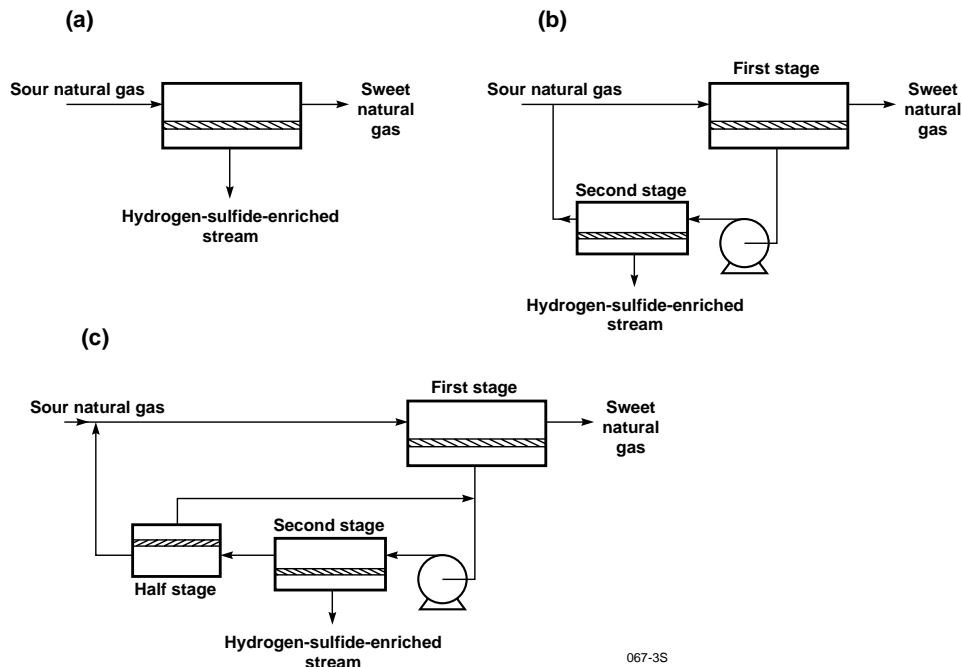 (a)
Sour natural gas
Sweet
natural
gas
Hydrogen-sulfide-enriched
stream
(b)
First stage
Sour natural gas
Sweet
natural
gas
Second stage
Hydrogen-sulfide-enriched
stream
(c)
First stage
Sour natural gas
Sweet
natural
gas
Second stage
Half stage
Hydrogen-sulfide-enriched
stream
067-3S